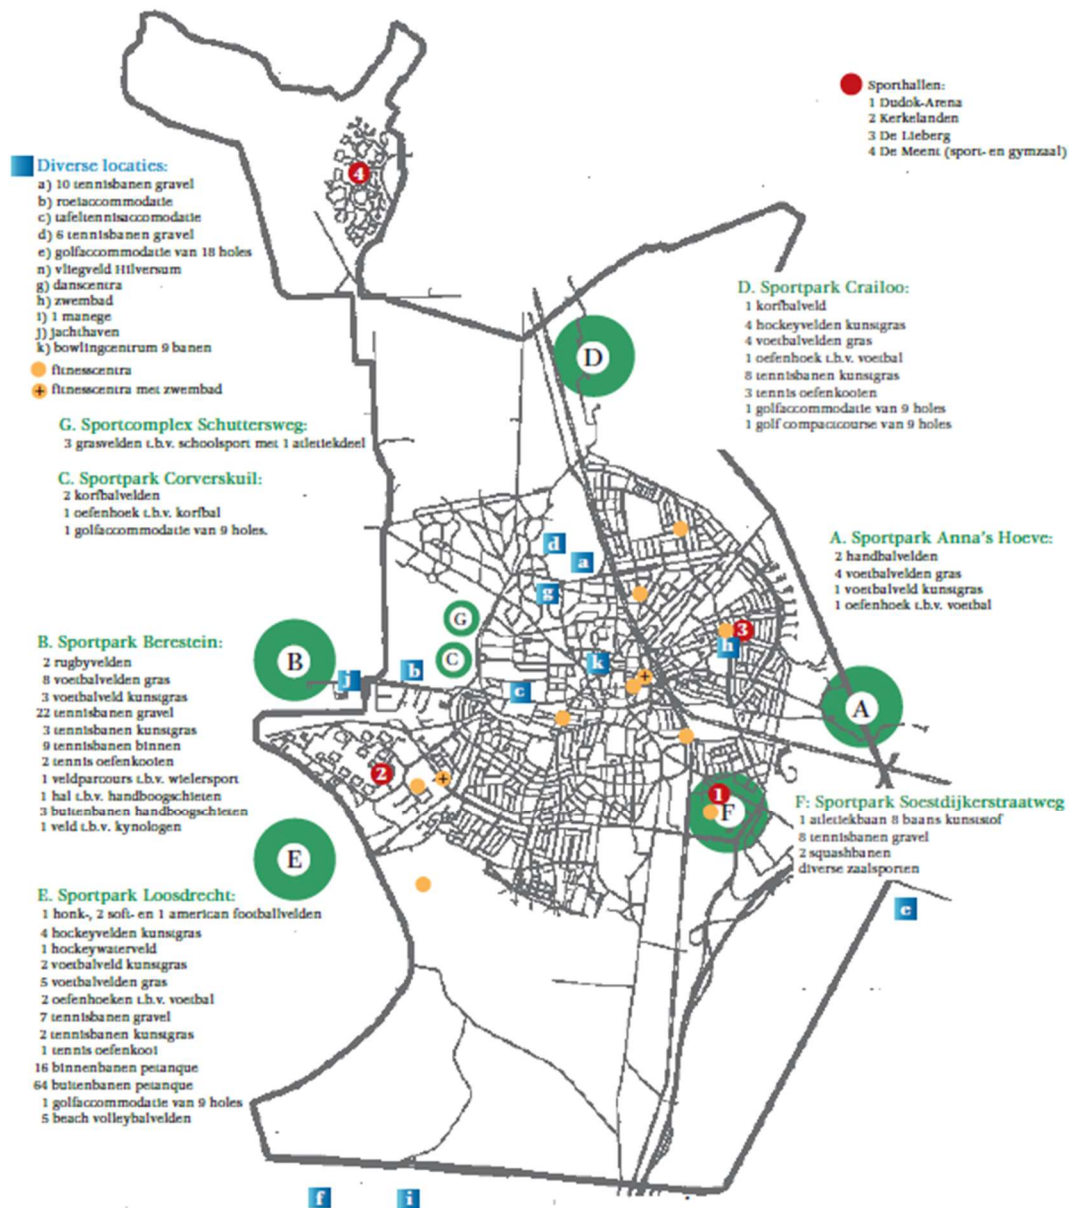 Sporthallen:
1 Dudok-Arena
2 Kerkelanden
3 De Lieberg
4 De Meent (sport- en gymzaal)
Diverse locaties:
a) 10 tennisbanen gravel
b) roeiaccommodatie
c) tafeltennisaccomodatie
d) 6 tennisbanen gravel
e) golfaccommodatie van 18 holes
n) vliegveld Hilversum
g) danscentra
h) zwembad
i) 1 manege
j) jachthaven
k) bowlingcentrum 9 banen
fitnesscentra
+ fitnesscentra met zwembad
G. Sportcomplex Schuttersweg:
3 grasvelden t.b.v. schoolsport met 1 atletiekdeel
C. Sportpark Corverskuil:
2 korfbalvelden
1 oefenhoek t.b.v. korfbal
1 golfaccommodatie van 9 holes.
D. Sportpark Crailoo:
1 korfbalveld
4 hockeyvelden kunstgras
4 voetbalvelden gras
1 oefenhoek t.b.v. voetbal
8 tennisbanen kunstgras
3 tennis oefenkooien
1 golfaccommodatie van 9 holes
1 golf compactcourse van 9 holes
A. Sportpark Anna's Hoeve:
2 handbalvelden
4 voetbalvelden gras
1 voetbalveld kunstgras
1 oefenhoek t.b.v. voetbal
B. Sportpark Berestein:
2 rugbyvelden
8 voetbalvelden gras
3 voetbalveld kunstgras
22 tennisbanen gravel
3 tennisbanen kunstgras
9 tennisbanen binnen
2 tennis oefenkooien
1 veldparcours t.b.v. wielersport
1 hal t.b.v. handboogschieten
3 buitenbanen handboogschieten
1 veld t.b.v. kynologen
F: Sportpark Soestdijkerstraatweg
1 atletiekbaan 8 baans kunststof
8 tennisbanen gravel
2 squashbanen
diverse zaalsporten
E. Sportpark Loosdrecht:
1 honk-, 2 soft- en 1 american footballvelden
4 hockeyvelden kunstgras
1 hockeywaterveld
2 voetbalveld kunstgras
5 voetbalvelden gras
2 oefenhoeken t.b.v. voetbal
7 tennisbanen gravel
2 tennisbanen kunstgras
1 tennis oefenkooi
16 binnenbanen petanque
64 buitenbanen petanque
1 golfaccommodatie van 9 holes
5 beach volleybalvelden
4
D
d
a
g
G
3
h
B
C
k
j
b
+
c
A
2
+
1
F
E
e
f
i